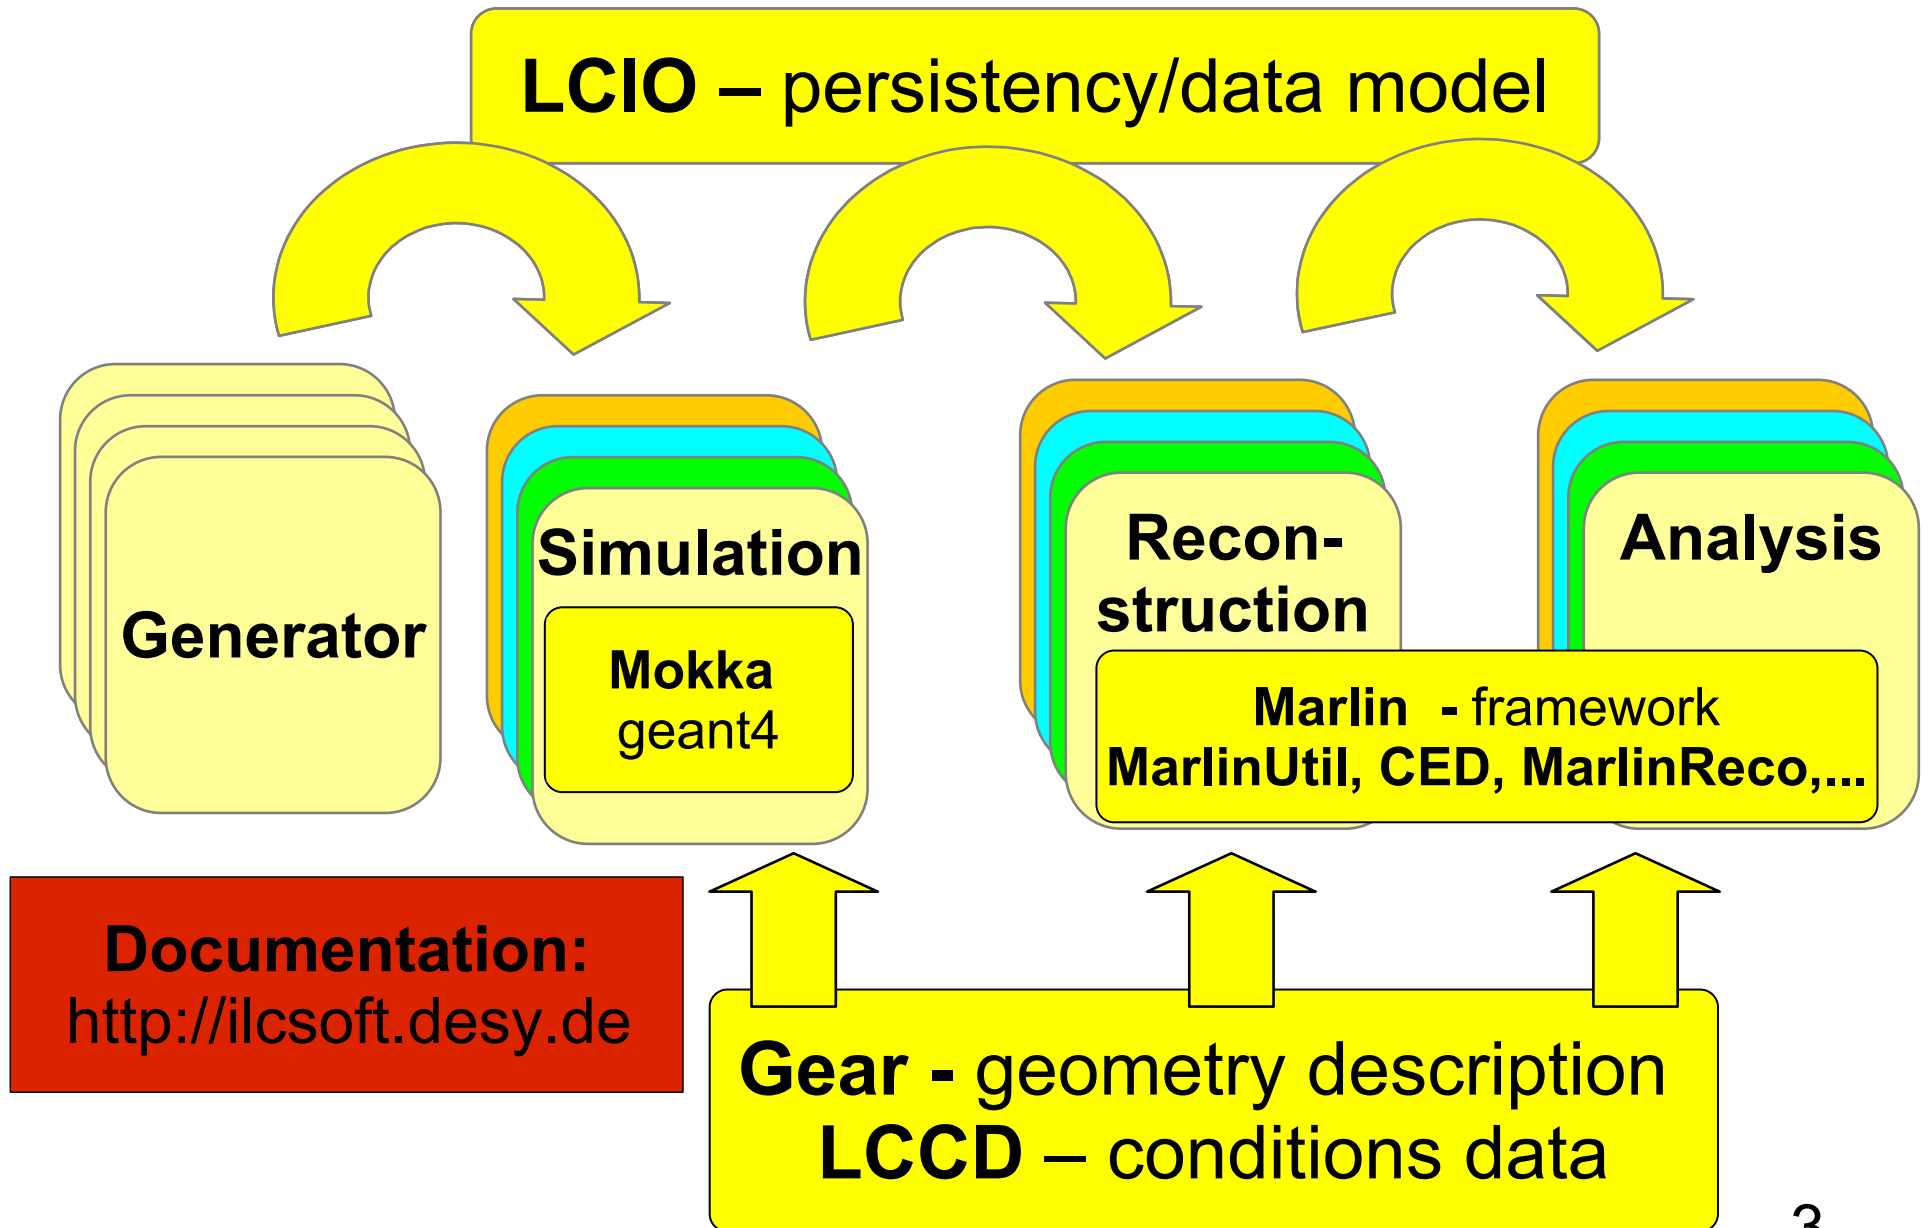 LCIO – persistency/data model
Generator
Simulation
Mokka
geant4
Recon-
struction
Analysis
Marlin - framework
MarlinUtil, CED, MarlinReco,...
Documentation:
http://ilcsoft.desy.de
Gear - geometry description
LCCD – conditions data
3